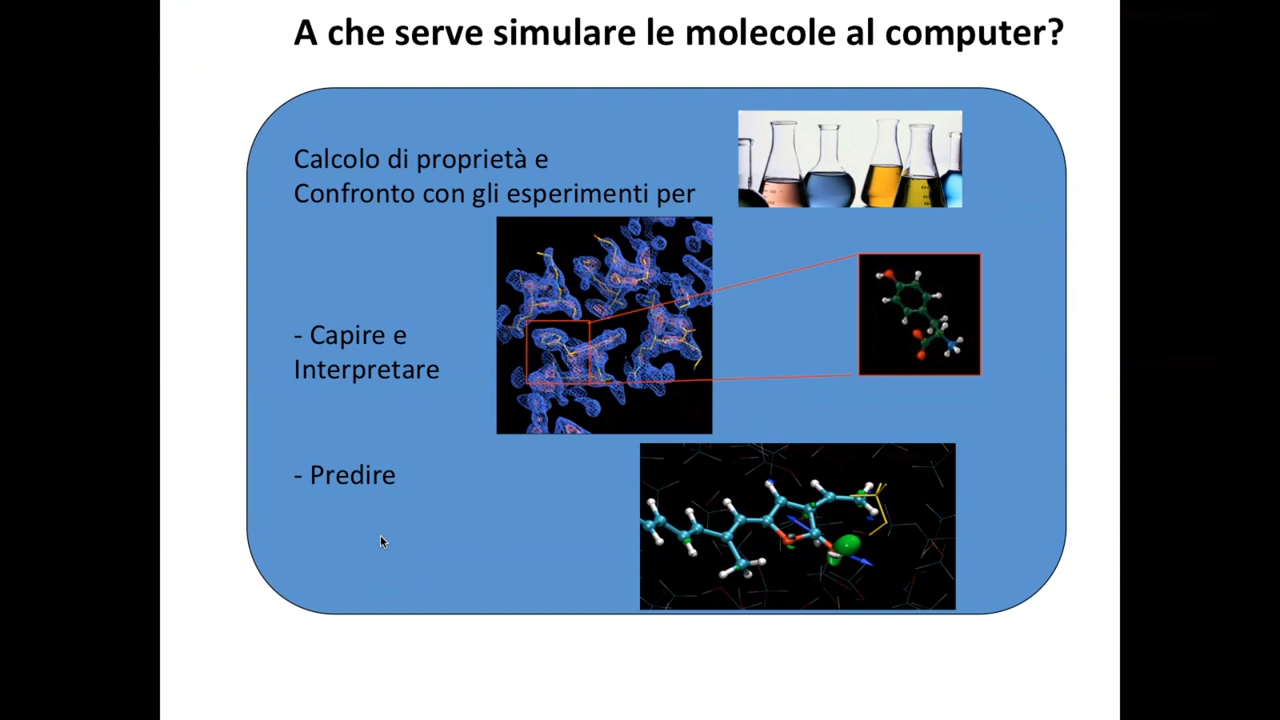 A che serve simulare le molecole al computer?
Calcolo di proprietà e
Confronto con gli esperimenti per
- Capire e
Interpretare
- Predire